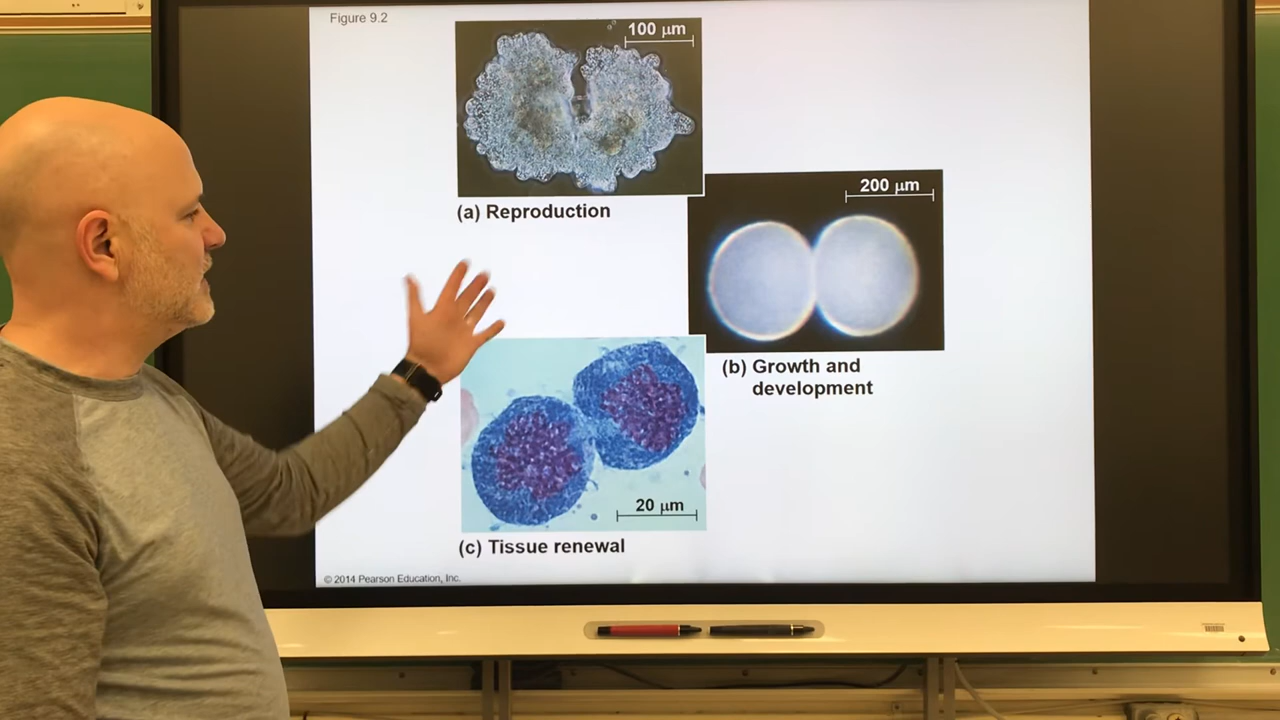 Figure 9.2
100 μm
(a) Reproduction
200 μm
(b) Growth and
development
20 μm
(c) Tissue renewal
© 2014 Pearson Education, Inc.